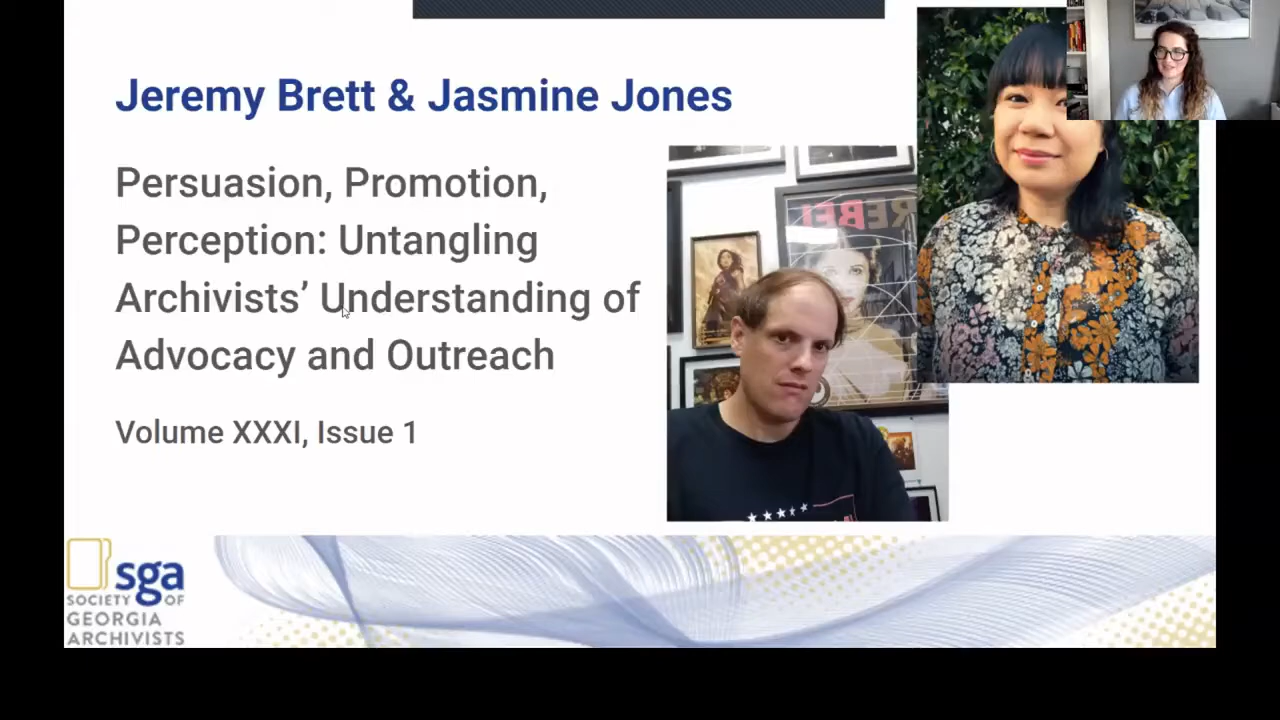 Jeremy Brett & Jasmine Jones
Persuasion, Promotion,
Perception: Untangling
Archivists’ Understanding of
Advocacy and Outreach
Volume XXXI, Issue 1
sga
SOCIETY OF
GEORGIA
ARCHIVISTS